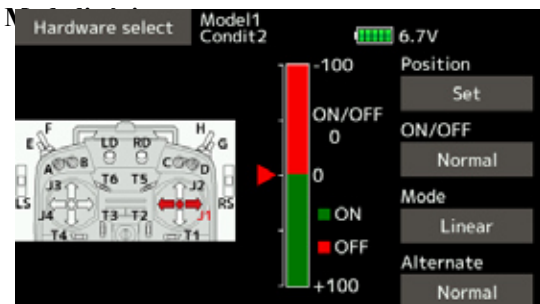 Hardware select
Model1
Condit2
6.7V
-100
ON/OFF
0
0
ON
OFF
+100
Position
Set
ON/OFF
Normal
Mode
Linear
Alternate
Normal
F
H
E
LD
RD
G
A
B
C
D
J3
T6
T5
J2
LS
J4
T3
T2
J1
RS
T4
T1